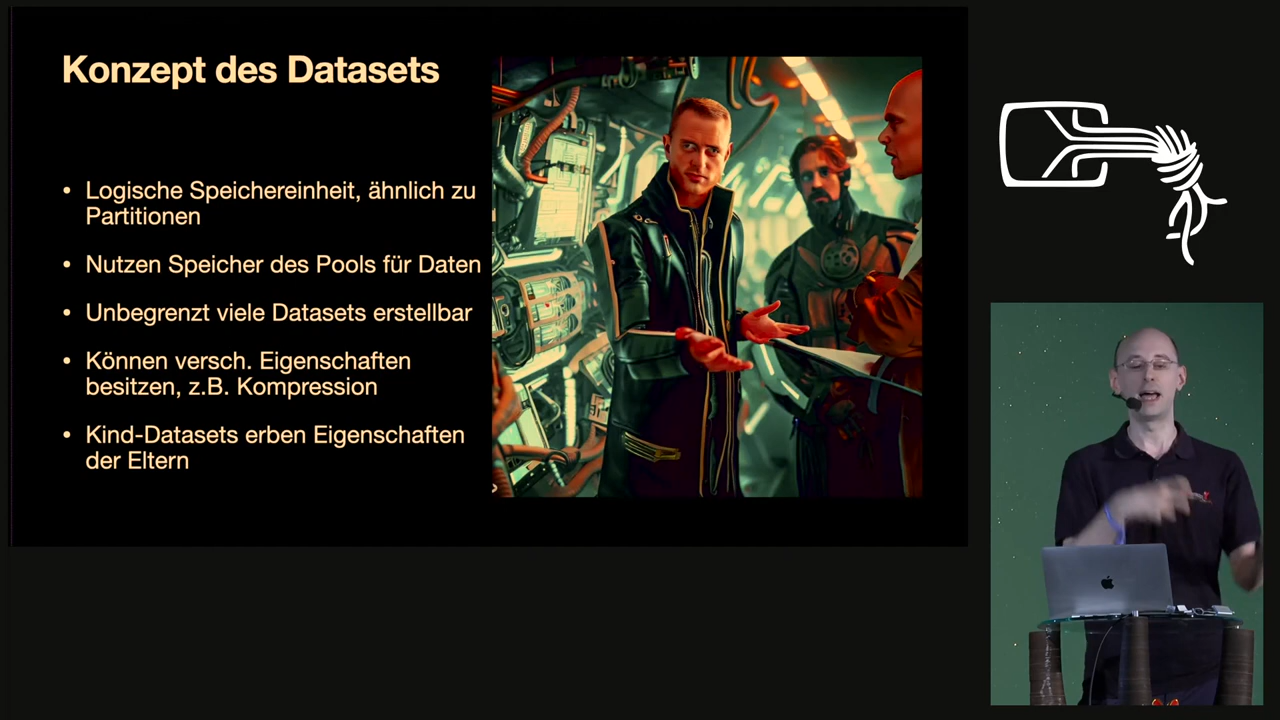 Konzept des Datasets
• Logische Speichereinheit, ähnlich zu
Partitionen
• Nutzen Speicher des Pools für Daten
• Unbegrenzt viele Datasets erstellbar
• Können versch. Eigenschaften
besitzen, z.B. Kompression
• Kind-Datasets erben Eigenschaften
der Eltern